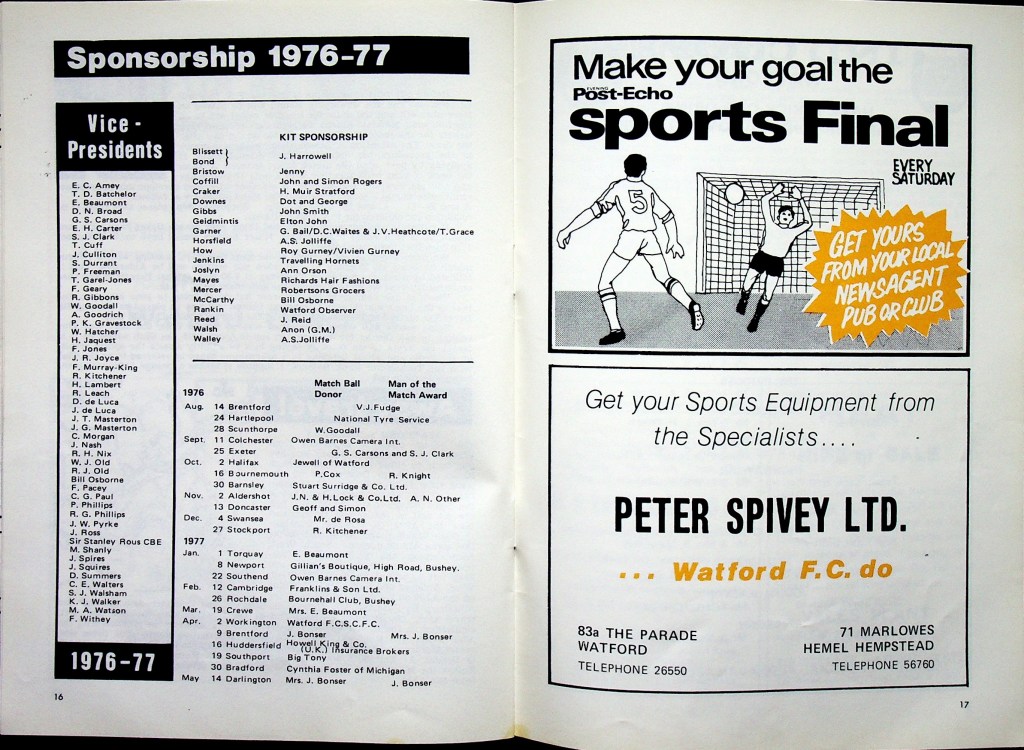 Sponsorship 1976-77
Vice -
Presidents
E. C. Amey
T. D. Batchelor
E. Beaumont
D. N. Broad
G. S. Carsons
E. H. Carter
S. J. Clark
T. Cuff
J. Culliton
S. Durrant
P. Freeman
T. Garel-Jones
F. Geary
R. Gibbons
W. Goodall
A. Goodrich
P. K. Gravestock
W. Hatcher
H. Jaquest
F. Jones
J. R. Joyce
F. Murray-King
R. Kitchener
H. Lambert
R. Leach
D. de Luca
J. de Luca
J. T. Masterton
J. G. Masterton
C. Morgan
J. Nash
R. H. Nix
W. J. Old
R. J. Old
Bill Osborne
F. Pacey
C. G. Paul
P. Phillips
R. G. Phillips
J. W. Pyrke
J. Ross
Sir Stanley Rous CBE
M. Shanly
J. Spires
J. Squires
D. Summers
C. E. Walters
S. J. Walsham
K. J. Walker
M. A. Watson
F. Withey
1976-77
16
KIT SPONSORSHIP
Blissett }
Bond } J. Harrowell
Bristow Jenny
Coffill John and Simon Rogers
Caker H. Muir Stratford
Downes Dot and George
Gibbs John Smith
Geidmintis Elton John
Garner G. Bail/D.C.Waites & J.V.Heathcote/T.Grace
Horsfield A.S. Jolliffe
How Roy Gurney/Vivien Gurney
Jenkins Travelling Hornets
Joslyn Ann Orson
Mayes Richards Hair Fashions
Mercer Robertsons Grocers
McCarthy Bill Osborne
Rankin Watford Observer
Reed J. Reid
Walsh Anon (G.M.)
Walley A.S.Jolliffe
Match Ball Man of the
1976 Donor Match Award
Aug. 14 Brentford V.J.Fudge
24 Hartlepool National Tyre Service
28 Scunthorpe W.Goodall
Sept. 11 Colchester Owen Barnes Camera Int.
25 Exeter G. S. Carsons and S. J. Clark
Oct. 2 Halifax Jewell of Watford
16 Bournemouth P.Cox R. Knight
30 Barnsley Stuart Surridge & Co. Ltd.
Nov. 2 Aldershot J.N. & H.Lock & Co.Ltd. A. N. Other
13 Doncaster Geoff and Simon
Dec. 4 Swansea Mr. de Rosa
27 Stockport R. Kitchener
1977
Jan. 1 Torquay E. Beaumont
8 Newport Gillian's Boutique, High Road, Bushey.
22 Southend Owen Barnes Camera Int.
Feb. 12 Cambridge Franklins & Son Ltd.
26 Rochdale Bournehall Club, Bushey
Mar. 19 Crewe Mrs. E. Beaumont
Apr. 2 Workington Watford F.C.S.C.F.C.
9 Brentford J. Bonser Mrs. J. Bonser
16 Huddersfield Howell King & Co.
(U.K.) Insurance Brokers
19 Southport Big Tony
30 Bradford Cynthia Foster of Michigan
May 14 Darlington Mrs. J. Bonser J. Bonser
Make your goal the
EVENING
Post-Echo
sports Final
EVERY
SATURDAY
5
GET YOURS
FROM YOUR LOCAL
NEWSAGENT
PUB OR CLUB
Get your Sports Equipment from
the Specialists....
PETER SPIVEY LTD.
... Watford F.C. do
83a THE PARADE
WATFORD
TELEPHONE 26550
71 MARLOWES
HEMEL HEMPSTEAD
TELEPHONE 56760
17